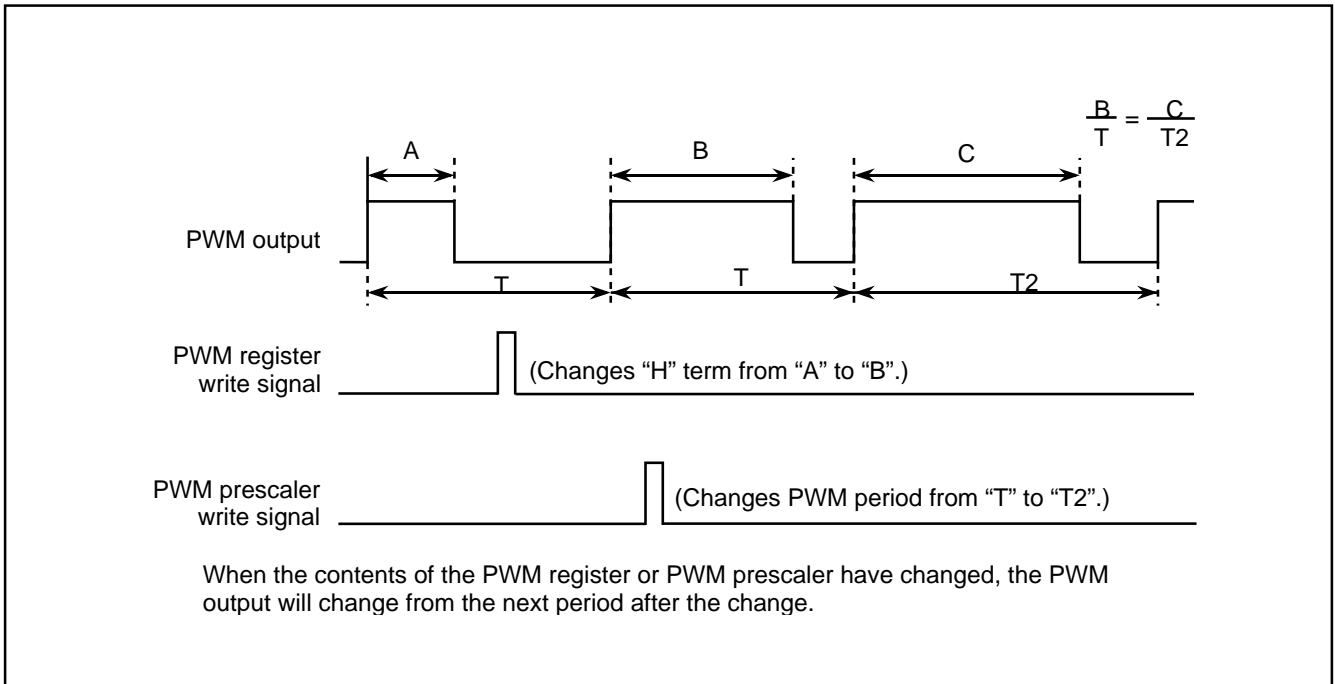 B/T = C/T2
A
B
C
PWM output
T
T
T2
PWM register
write signal
(Changes “H” term from “A” to “B”.)
PWM prescaler
write signal
(Changes PWM period from “T” to “T2”.)
When the contents of the PWM register or PWM prescaler have changed, the PWM
output will change from the next period after the change.